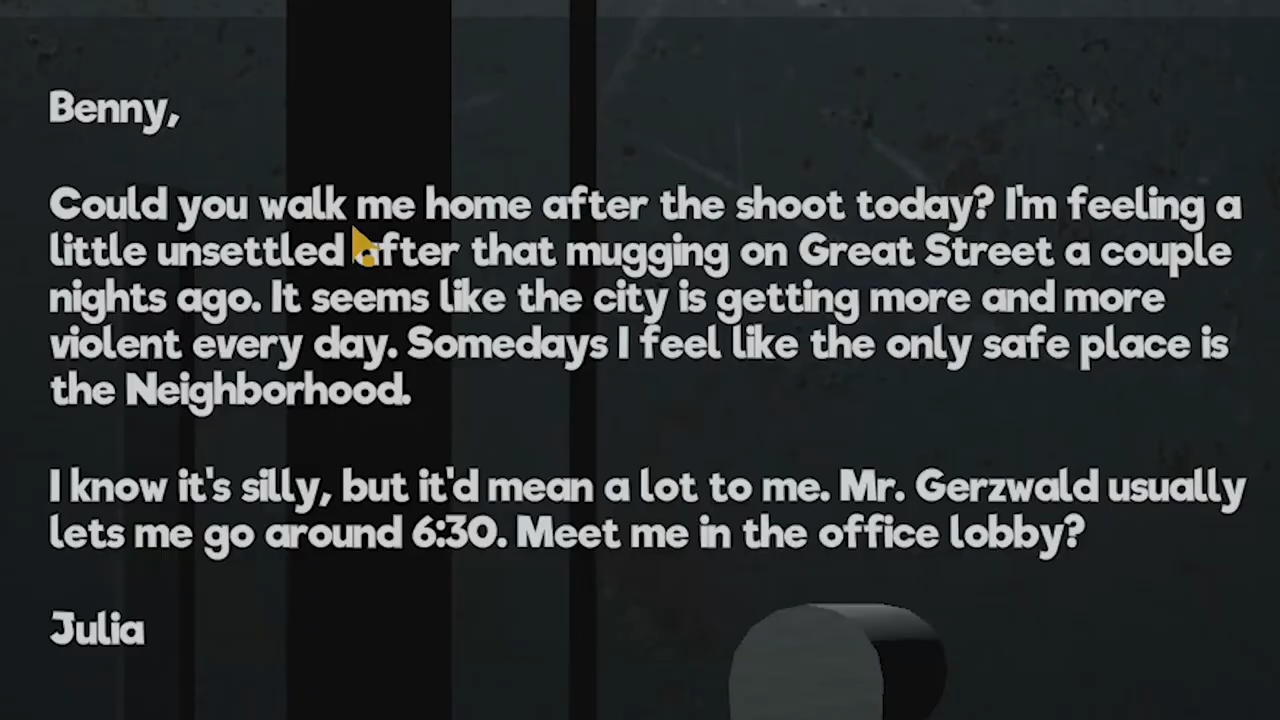 Benny,
Could you walk me home after the shoot today? I'm feeling a
little unsettled after that mugging on Great Street a couple
nights ago. It seems like the city is getting more and more
violent every day. Somedays I feel like the only safe place is
the Neighborhood.
I know it's silly, but it'd mean a lot to me. Mr. Gerzwald usually
lets me go around 6:30. Meet me in the office lobby?
Julia